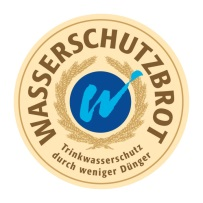 WASSERSCHUTZBROT
W
Trinkwasserschutz
durch weniger Dünger